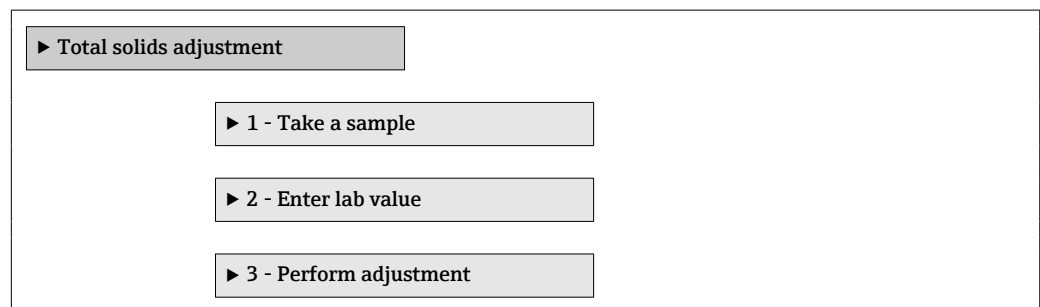 ▶ Total solids adjustment
▶ 1 - Take a sample
▶ 2 - Enter lab value
▶ 3 - Perform adjustment